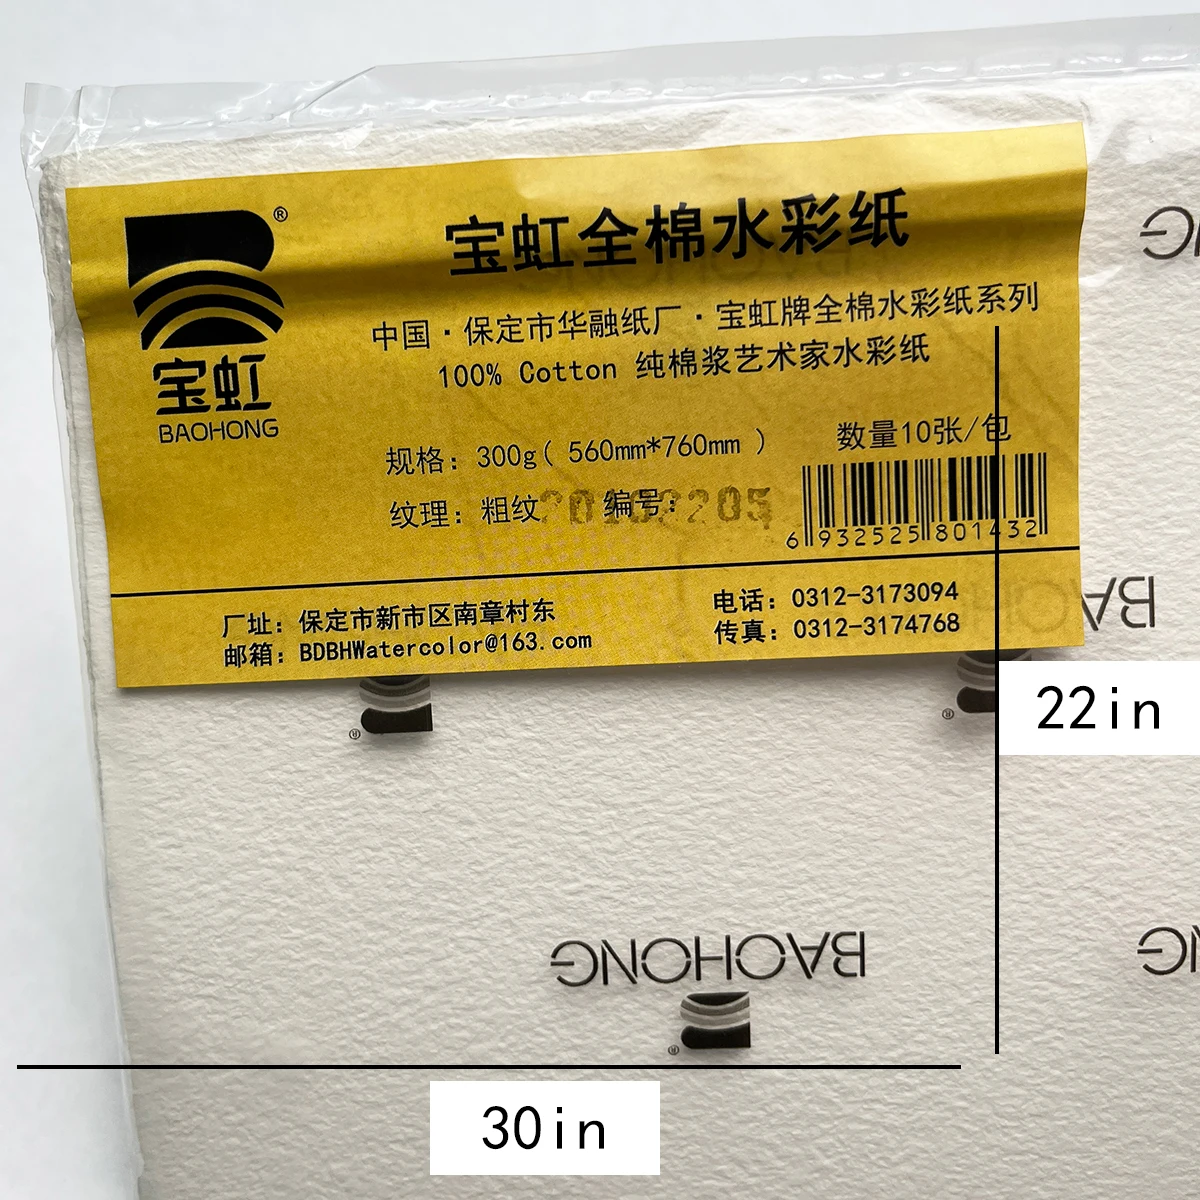 ®
宝虹
BAOHONG
宝虹全棉水彩纸
中国·保定市华融纸厂·宝虹牌全棉水彩纸系列
100% Cotton 纯棉浆艺术家水彩纸
规格: 300g( 560mm*760mm )
数量10张/包
纹理: 粗纹
编号:
6 932525 801432
厂址: 保定市新市区南章村东
邮箱: BDBHWatercolor@163.com
电话: 0312-3173094
传真: 0312-3174768
22in
BAOHONG
®
30in